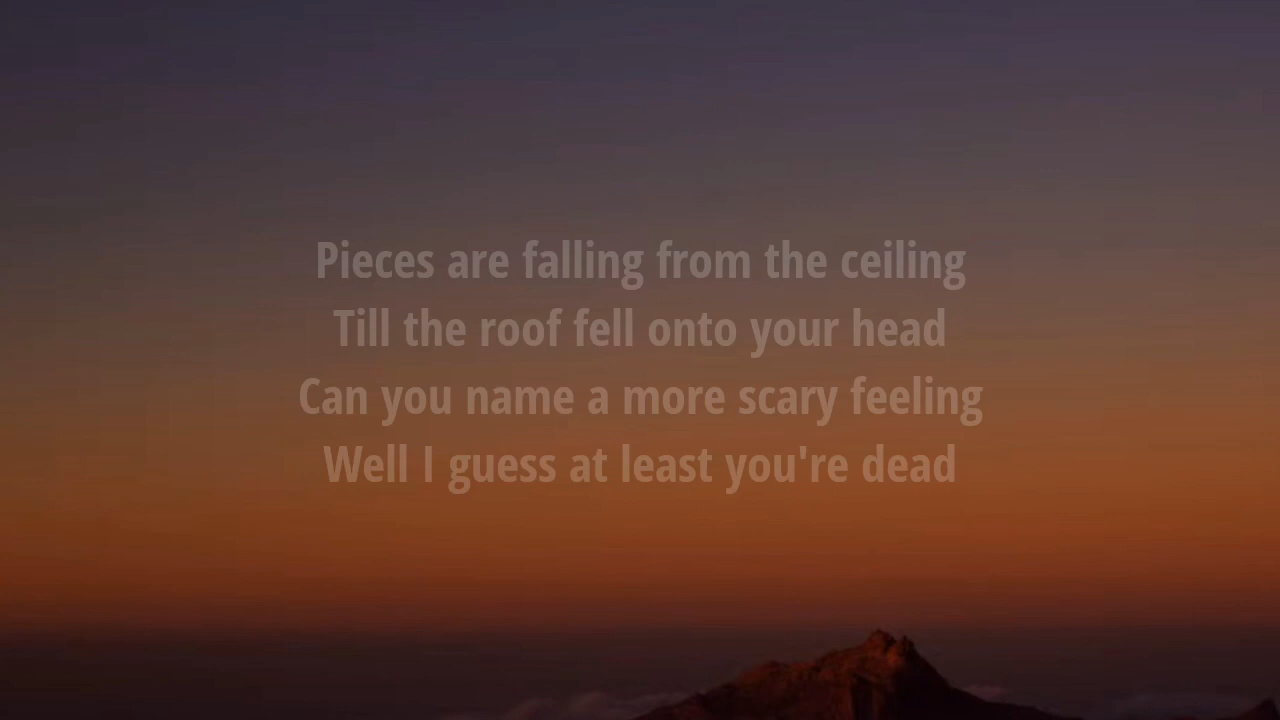 Pieces are falling from the ceiling
Till the roof fell onto your head
Can you name a more scary feeling
Well I guess at least you're dead